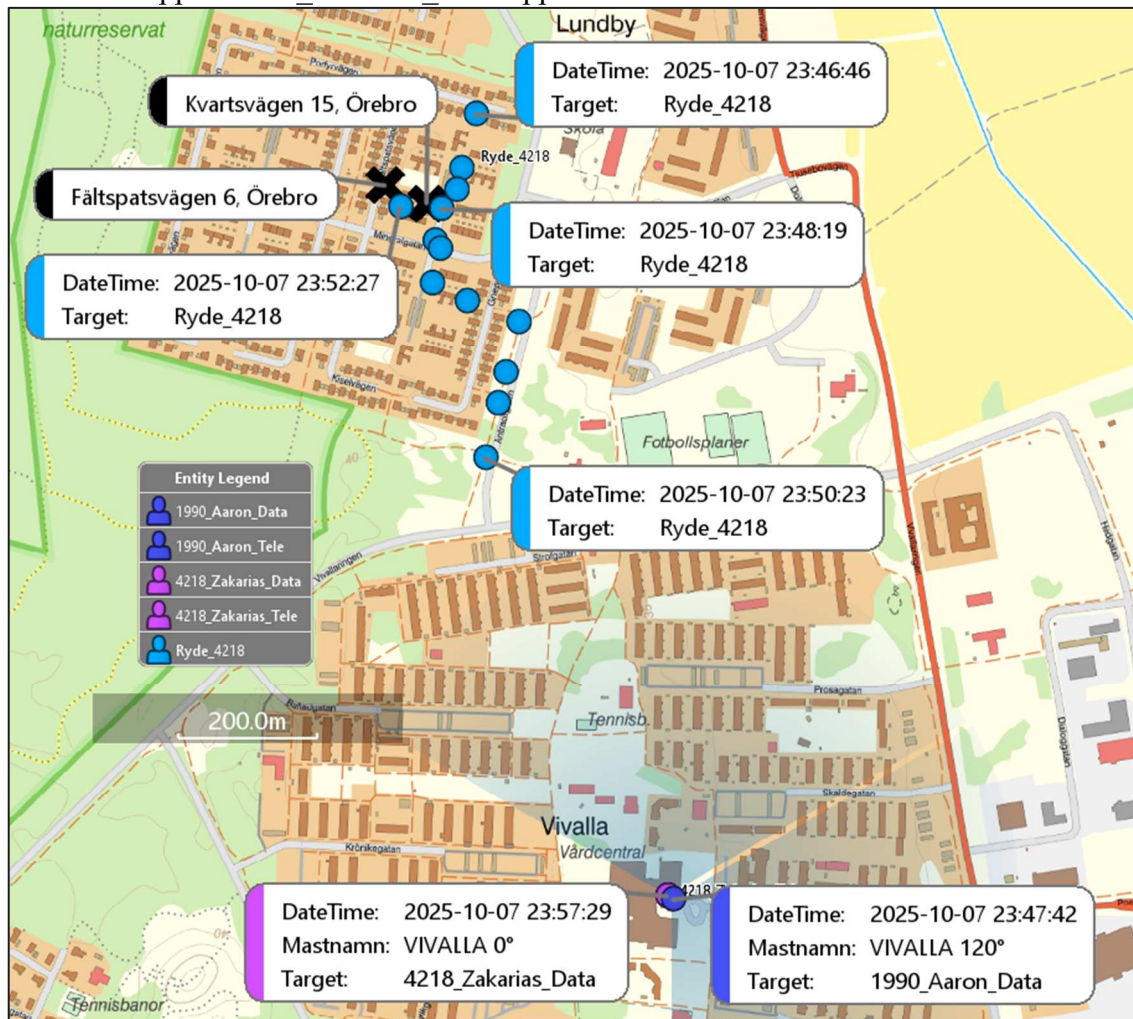 naturreservat
Lundby
Porfyrvägen
DateTime: 2025-10-07 23:46:46
Target: Ryde_4218
Kvartsvägen 15, Örebro
Skola
Ryde_4218
Fältspatsvägen 6, Örebro
DateTime: 2025-10-07 23:48:19
Target: Ryde_4218
DateTime: 2025-10-07 23:52:27
Target: Ryde_4218
Kiselvägen
Fotbollsplaner
40
Entity Legend
1990_Aaron_Data
1990_Aaron_Tele
4218_Zakarias_Data
4218_Zakarias_Tele
Ryde_4218
DateTime: 2025-10-07 23:50:23
Target: Ryde_4218
Hidgatan
Vivallaringen
Strofgatan
Prosagatan
Balladgatan
200.0m
Tennisb.
Dialoggatan
Skaldegatan
Vivalla
Vårdcentral
Krönikegatan
DateTime: 2025-10-07 23:57:29
Mastnamn: VIVALLA 0°
Target: 4218_Zakarias_Data
DateTime: 2025-10-07 23:47:42
Mastnamn: VIVALLA 120°
Target: 1990_Aaron_Data
Tennisbanor